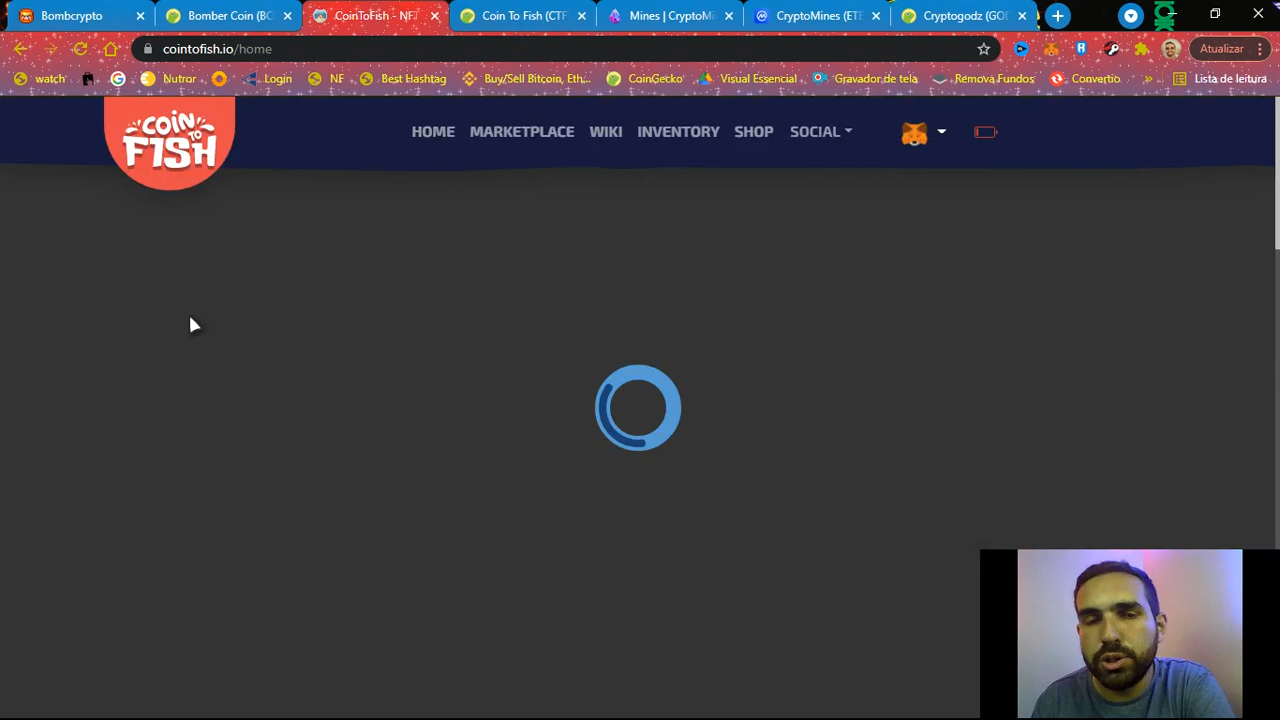 Bombcrypto
Bomber Coin (BC
CoinToFish - NF
Coin To Fish (CTF
Mines | CryptoMi
CryptoMines (ETE
Cryptogodz (GOD
cointofish.io/home
Atualizar
watch
Nutror
Login
NF
Best Hashtag
Buy/Sell Bitcoin, Eth...
CoinGecko
Visual Essencial
Gravador de tela
Remova Fundos
Convertio
»
Lista de leitura
COIN
TO
FISH
HOME
MARKETPLACE
WIKI
INVENTORY
SHOP
SOCIAL